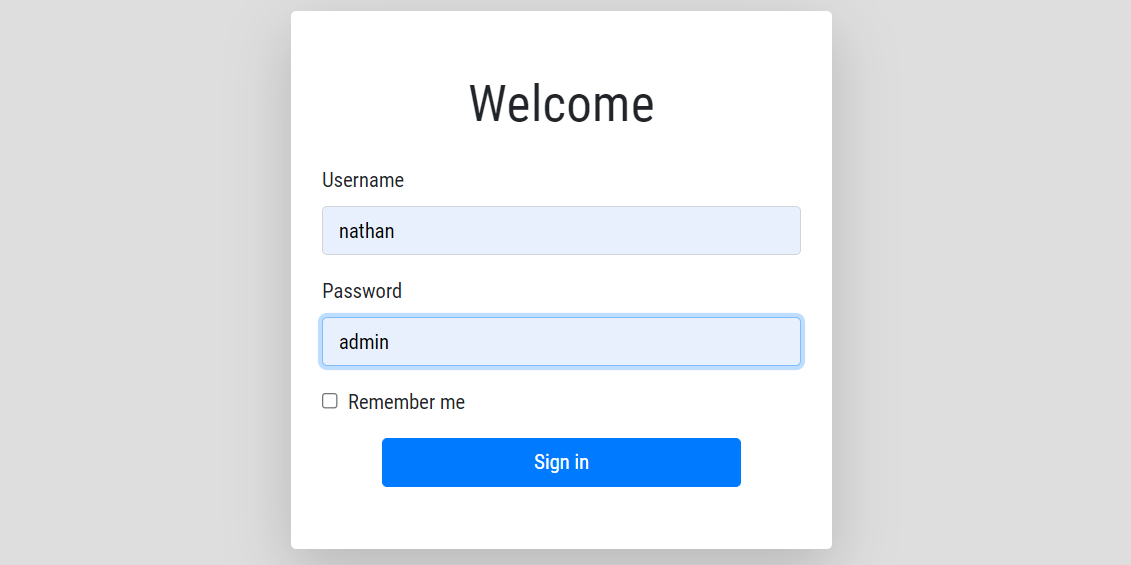 Welcome
Username
nathan
Password
admin
Remember me
Sign in